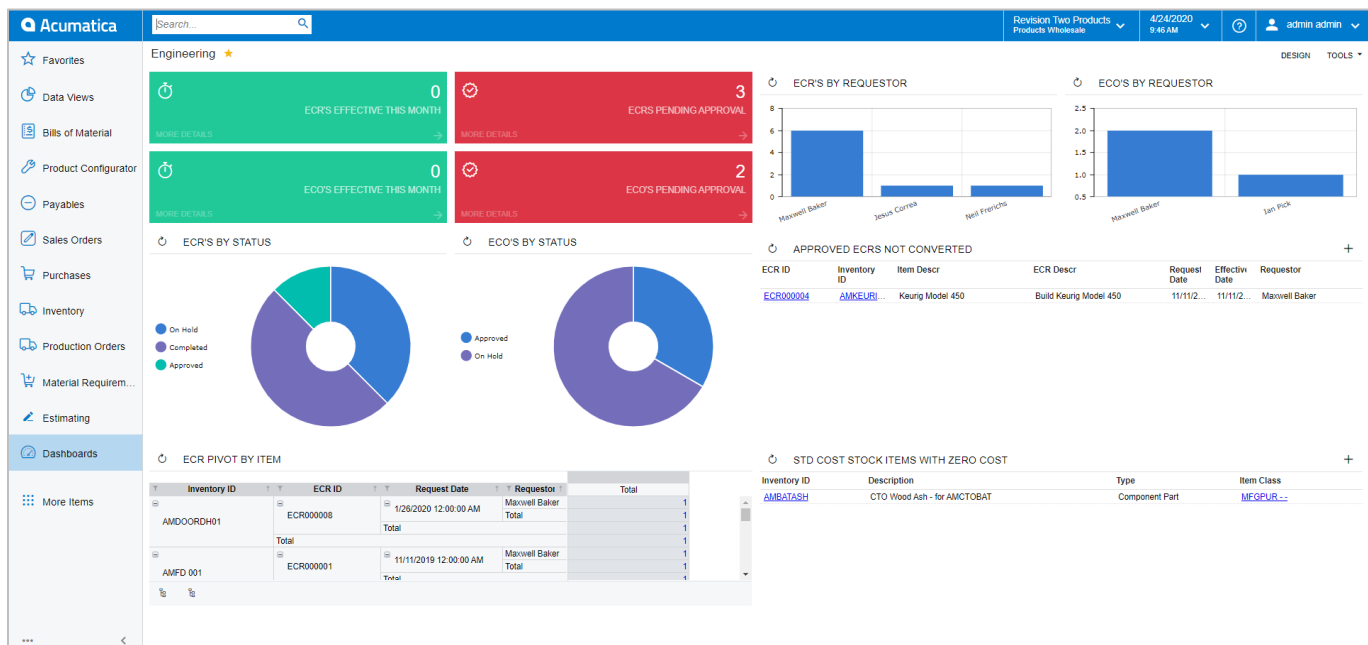 Acumatica
Search...
Revision Two Products
Products Wholesale
4/24/2020
9:46 AM
admin admin
Favorites
Data Views
Bills of Material
Product Configurator
Payables
Sales Orders
Purchases
Inventory
Production Orders
Material Requirem...
Estimating
Dashboards
More Items
Engineering
DESIGN TOOLS
0
ECR'S EFFECTIVE THIS MONTH
MORE DETAILS
3
ECRS PENDING APPROVAL
MORE DETAILS
0
ECO'S EFFECTIVE THIS MONTH
MORE DETAILS
2
ECO'S PENDING APPROVAL
MORE DETAILS
ECR'S BY REQUESTOR
8
6
4
2
0
Maxwell Baker
Jesus Correa
Neil Frerichs
ECO'S BY REQUESTOR
2.5
2.0
1.5
1.0
0.5
Maxwell Baker
Ian Pick
ECR'S BY STATUS
On Hold
Completed
Approved
ECO'S BY STATUS
Approved
On Hold
APPROVED ECRS NOT CONVERTED
ECR ID Inventory ID Item Descr ECR Descr Request Date Effectiv Date Requestor
ECR000004 AMKEURI... Keurig Model 450 Build Keurig Model 450 11/11/2... 11/11/2... Maxwell Baker
ECR PIVOT BY ITEM
Inventory ID ECR ID Request Date Requestor Total
AMDOORDH01 ECR000008 1/26/2020 12:00:00 AM Maxwell Baker 1
Total 1
Total 1
Total 1
AMFD 001 ECR000001 11/11/2019 12:00:00 AM Maxwell Baker 1
Total 1
Total 1
STD COST STOCK ITEMS WITH ZERO COST
Inventory ID Description Type Item Class
AMBATASH CTO Wood Ash - for AMCTOBAT Component Part MFGPUR - -